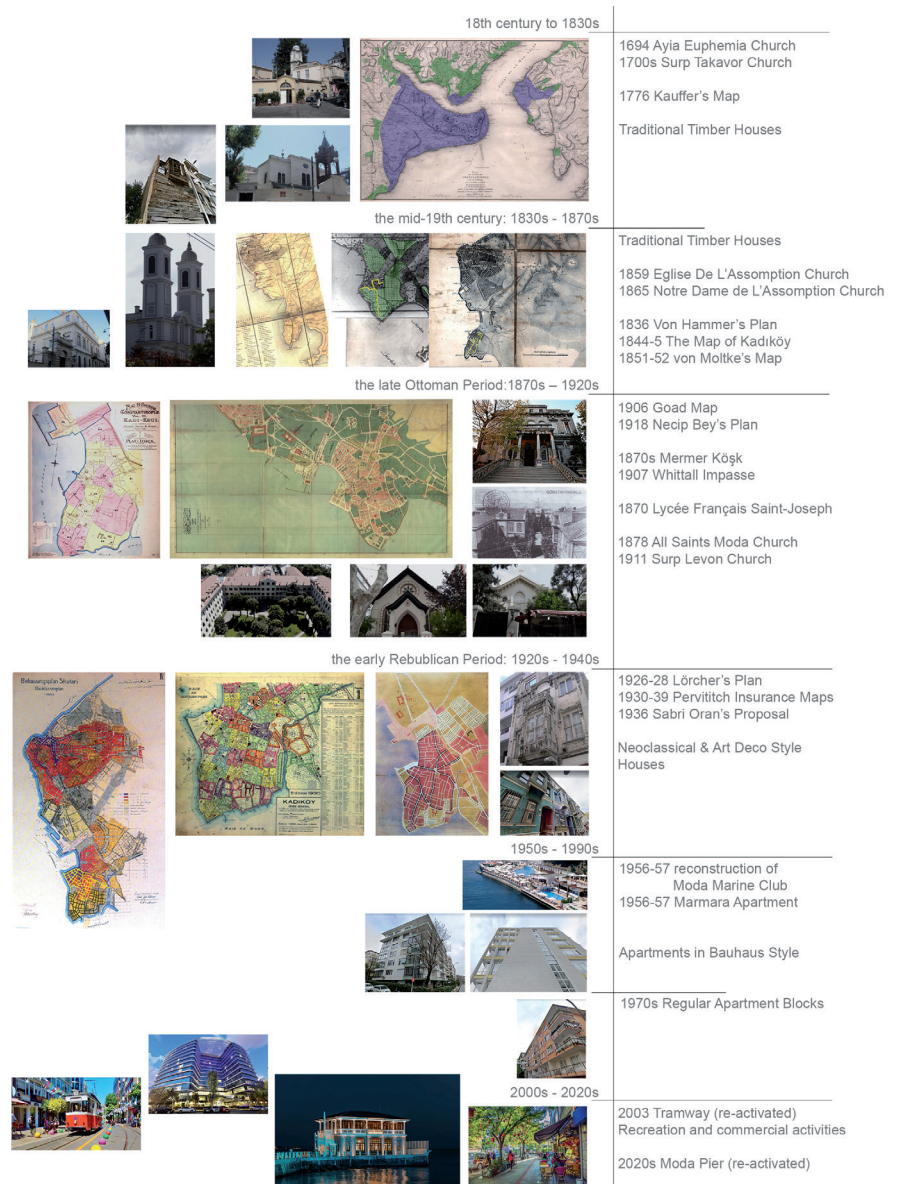 18th century to 1830s
1694 Ayia Euphemia Church
1700s Surp Takavor Church
1776 Kauffer's Map
Traditional Timber Houses
the mid-19th century: 1830s - 1870s
Traditional Timber Houses
1859 Eglise De L'Assomption Church
1865 Notre Dame de L'Assomption Church
1836 Von Hammer's Plan
1844-5 The Map of Kadıköy
1851-52 von Moltke's Map
the late Ottoman Period:1870s – 1920s
KADI-KEUI
1906 Goad Map
1918 Necip Bey's Plan
1870s Mermer Köşk
1907 Whittall Impasse
1870 Lycée Français Saint-Joseph
1878 All Saints Moda Church
1911 Surp Levon Church
the early Rebublican Period: 1920s - 1940s
KADIKÖY
1926-28 Lörcher's Plan
1930-39 Pervititch Insurance Maps
1936 Sabri Oran's Proposal
Neoclassical & Art Deco Style
Houses
1950s - 1990s
1956-57 reconstruction of
Moda Marine Club
1956-57 Marmara Apartment
Apartments in Bauhaus Style
1970s Regular Apartment Blocks
2000s - 2020s
2003 Tramway (re-activated)
Recreation and commercial activities
2020s Moda Pier (re-activated)